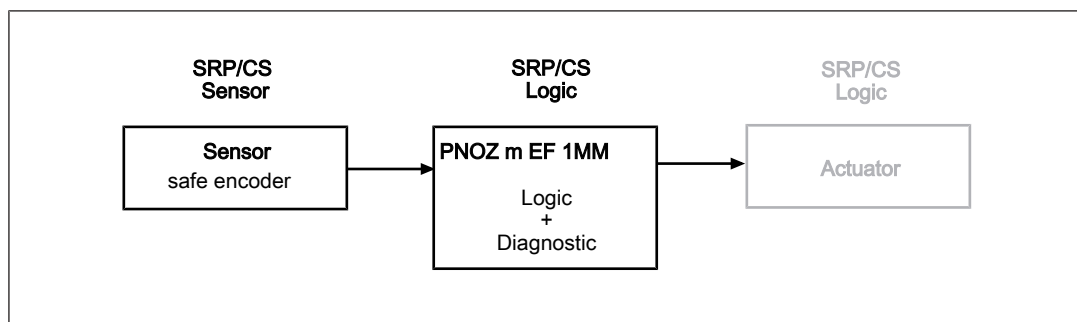 SRP/CS
Sensor
SRP/CS
Logic
SRP/CS
Logic
Sensor
safe encoder
PNOZ m EF 1MM
Logic
+
Diagnostic
Actuator